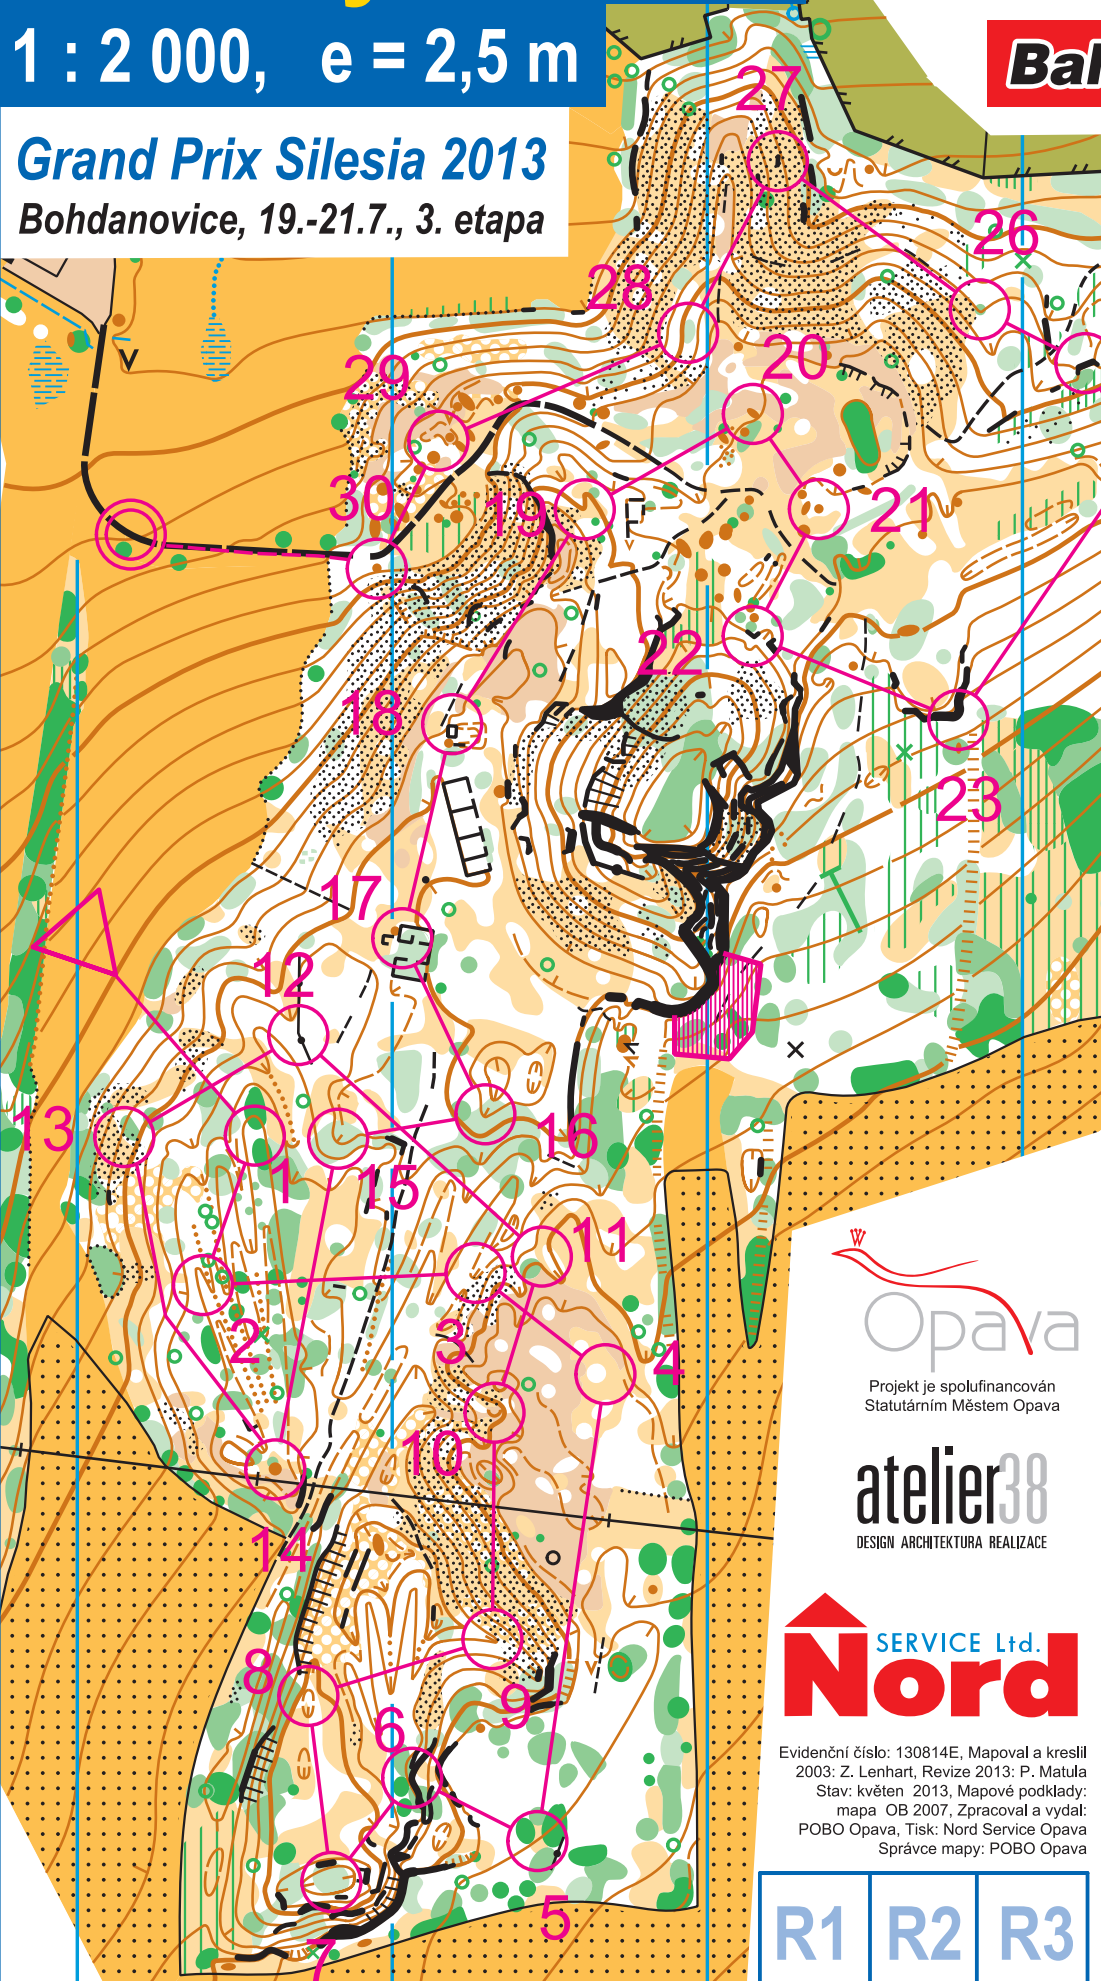 1 : 2 000, e = 2,5 m
Grand Prix Silesia 2013
Bohdanovice, 19.-21.7., 3. etapa
27
26
28
20
29
30
19
21
22
18
23
17
12
13
1
15
16
11
2
3
4
10
14
8
9
6
5
7
Opava
Projekt je spolufinancován
Statutárním Městem Opava
atelier38
DESIGN ARCHITEKTURA REALIZACE
SERVICE Ltd.
Nord
Evidenční číslo: 130814E, Mapoval a kreslil
2003: Z. Lenhart, Revize 2013: P. Matula
Stav: květen 2013, Mapové podklady:
mapa OB 2007, Zpracoval a vydal:
POBO Opava, Tisk: Nord Service Opava
Správce mapy: POBO Opava
R1 R2 R3